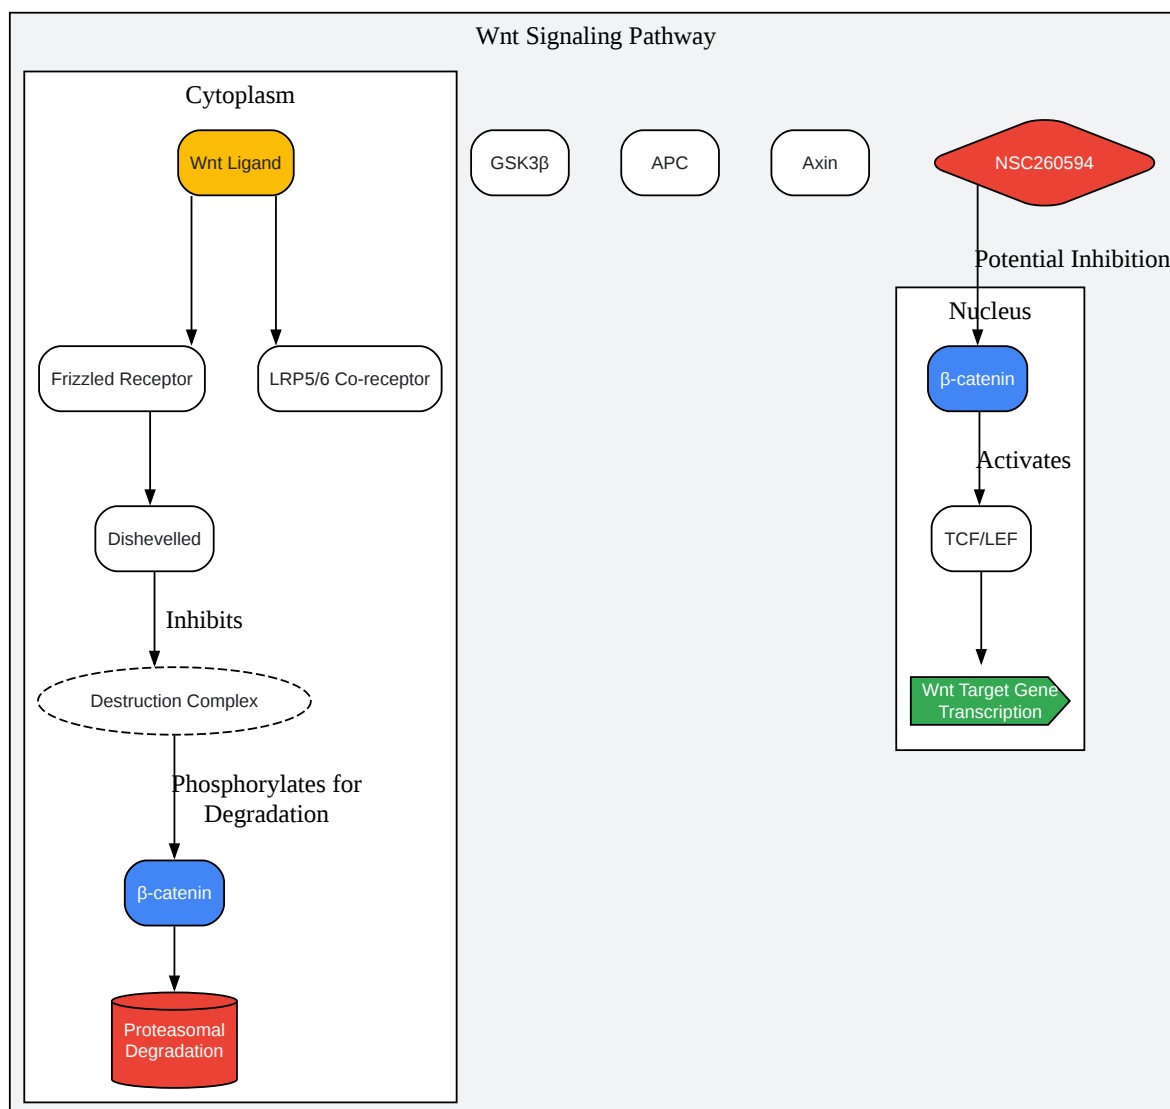 Wnt Signaling Pathway
Cytoplasm
Wnt Ligand
GSK3β
APC
Axin
NSC260594
Potential Inhibition
Nucleus
Frizzled Receptor
LRP5/6 Co-receptor
β-catenin
Activates
Dishevelled
TCF/LEF
Inhibits
Destruction Complex
Wnt Target Gene
Transcription
Phosphorylates for
Degradation
β-catenin
Proteasomal
Degradation